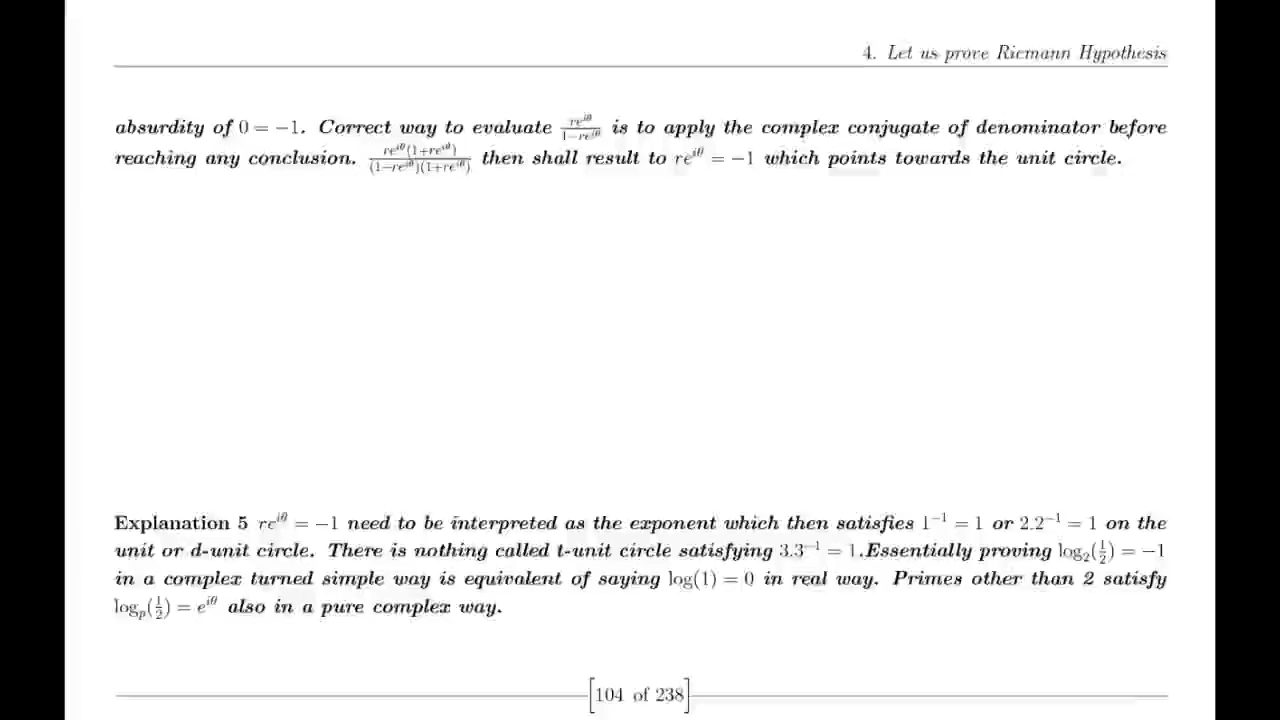 4. Let us prove Riemann Hypothesis
absurdity of 0 = −1. Correct way to evaluate re^{iθ}/(1−re^{iθ}) is to apply the complex conjugate of denominator before
reaching any conclusion. re^{iθ}(1+re^{iθ})/((1−re^{iθ})(1+re^{iθ})) then shall result to re^{iθ} = −1 which points towards the unit circle.
Explanation 5 re^{iθ} = −1 need to be interpreted as the exponent which then satisfies 1^{−1} = 1 or 2.2^{−1} = 1 on the
unit or d-unit circle. There is nothing called t-unit circle satisfying 3.3^{−1} = 1.Essentially proving log_2(1/2) = −1
in a complex turned simple way is equivalent of saying log(1) = 0 in real way. Primes other than 2 satisfy
log_p(1/2) = e^{iθ} also in a pure complex way.
[104 of 238]